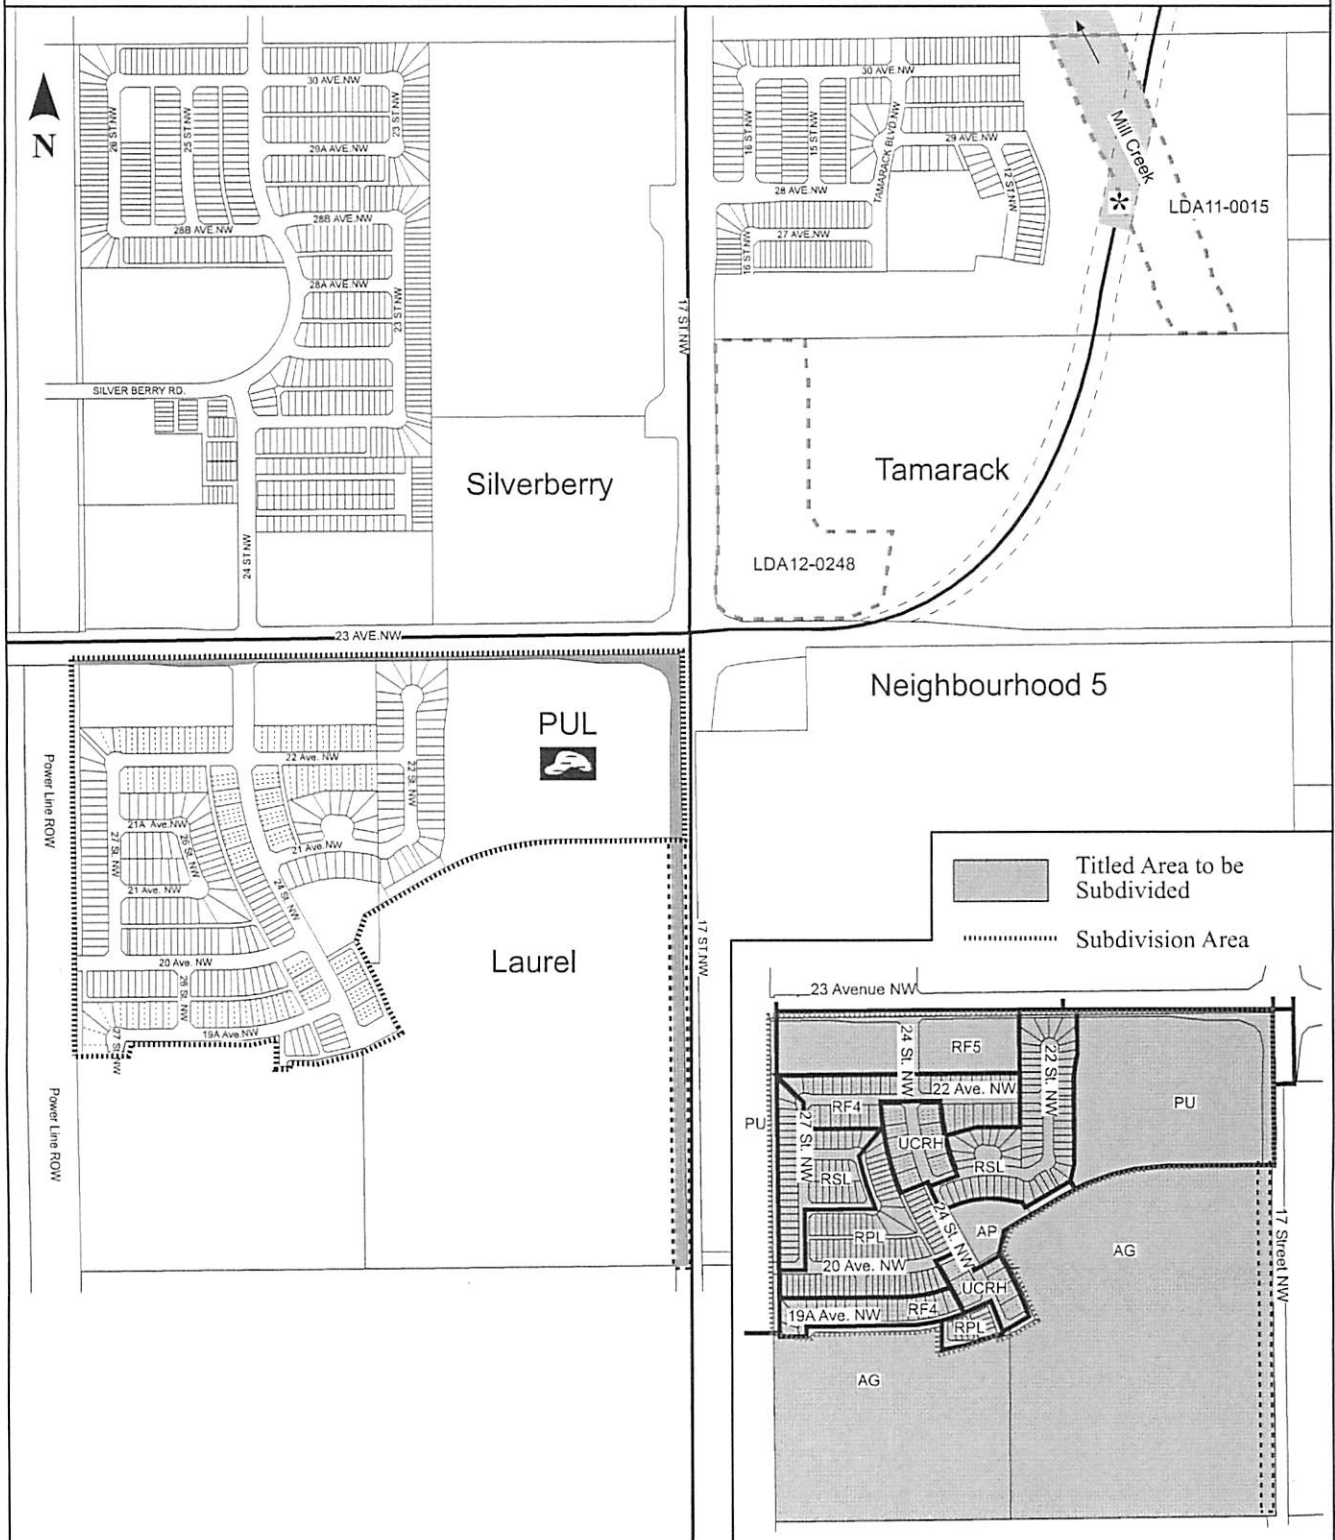 N
30 AVE.NW
26 ST.NW
25 ST.NW
23 ST.NW
29A AVE.NW
28B AVE.NW
28B AVE.NW
28A AVE.NW
23 ST.NW
SILVER BERRY RD.
24 ST.NW
Silverberry
17 ST.NW
30 AVE.NW
16 ST.NW
15 ST.NW
TAMARACK BLVD.NW
29 AVE.NW
12 ST.NW
28 AVE.NW
27 AVE.NW
16 ST.NW
Mill Creek
*
LDA11-0015
Tamarack
LDA12-0248
23 AVE.NW
Neighbourhood 5
PUL
Power Line ROW
22 Ave. NW
22 St. NW
21A Ave.NW
27 St. NW
26 St. NW
21 Ave. NW
21 Ave. NW
24 St. NW
20 Ave. NW
26 St. NW
19A Ave.NW
27 St. NW
Laurel
17 ST.NW
Power Line ROW
Titled Area to be
Subdivided
Subdivision Area
23 Avenue NW
24 St. NW
RF5
22 St. NW
22 Ave. NW
RF4
PU
PU
27 St. NW
UCRH
RSL
RSL
24 St. NW
AP
AG
RPL
20 Ave. NW
UCRH
19A Ave. NW
RF4
RPL
17 Street NW
AG